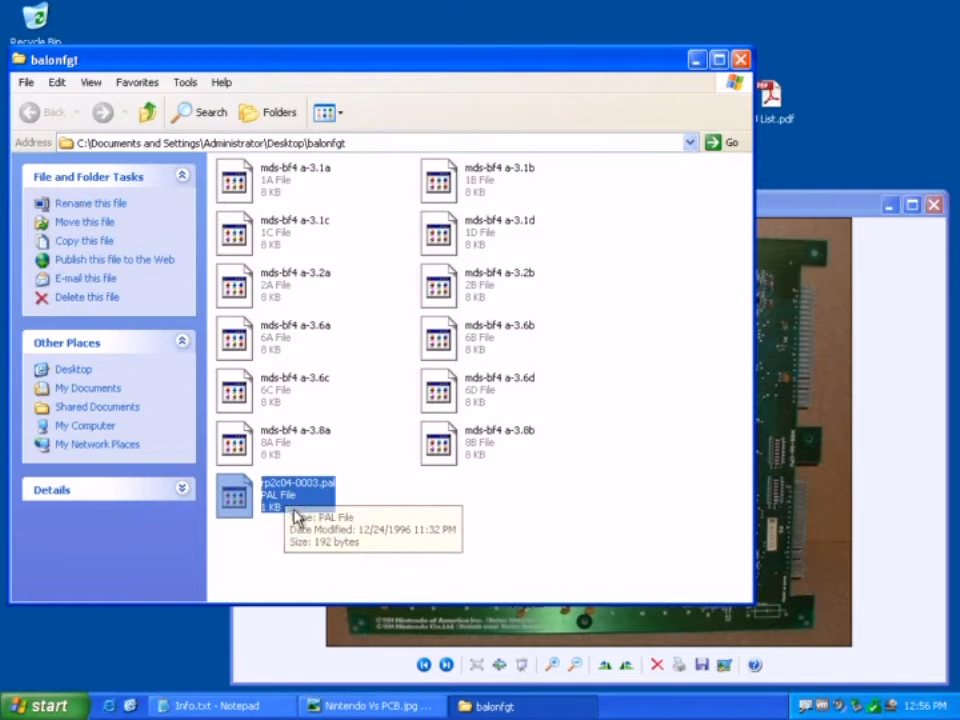 Recycle Bin
balonfgt
File Edit View Favorites Tools Help
Back Search Folders
Address C:\Documents and Settings\Administrator\Desktop\balonfgt Go
List.pdf
File and Folder Tasks
Rename this file
Move this file
Copy this file
Publish this file to the Web
E-mail this file
Delete this file
Other Places
Desktop
My Documents
Shared Documents
My Computer
My Network Places
Details
mds-bf4 a-3.1a
1A File
8 KB
mds-bf4 a-3.1b
1B File
8 KB
mds-bf4 a-3.1c
1C File
8 KB
mds-bf4 a-3.1d
1D File
8 KB
mds-bf4 a-3.2a
2A File
8 KB
mds-bf4 a-3.2b
2B File
8 KB
mds-bf4 a-3.6a
6A File
8 KB
mds-bf4 a-3.6b
6B File
8 KB
mds-bf4 a-3.6c
6C File
8 KB
mds-bf4 a-3.6d
6D File
8 KB
mds-bf4 a-3.8a
8A File
8 KB
mds-bf4 a-3.8b
8B File
8 KB
rp2c04-0003.pal
PAL File
1 KB
Type: PAL File
Date Modified: 12/24/1996 11:32 PM
Size: 192 bytes
Nintendo of America Inc.
Nintendo Co.,Ltd.
start Info.txt - Notepad Nintendo Vs PCB.jpg ... balonfgt 12:56 PM